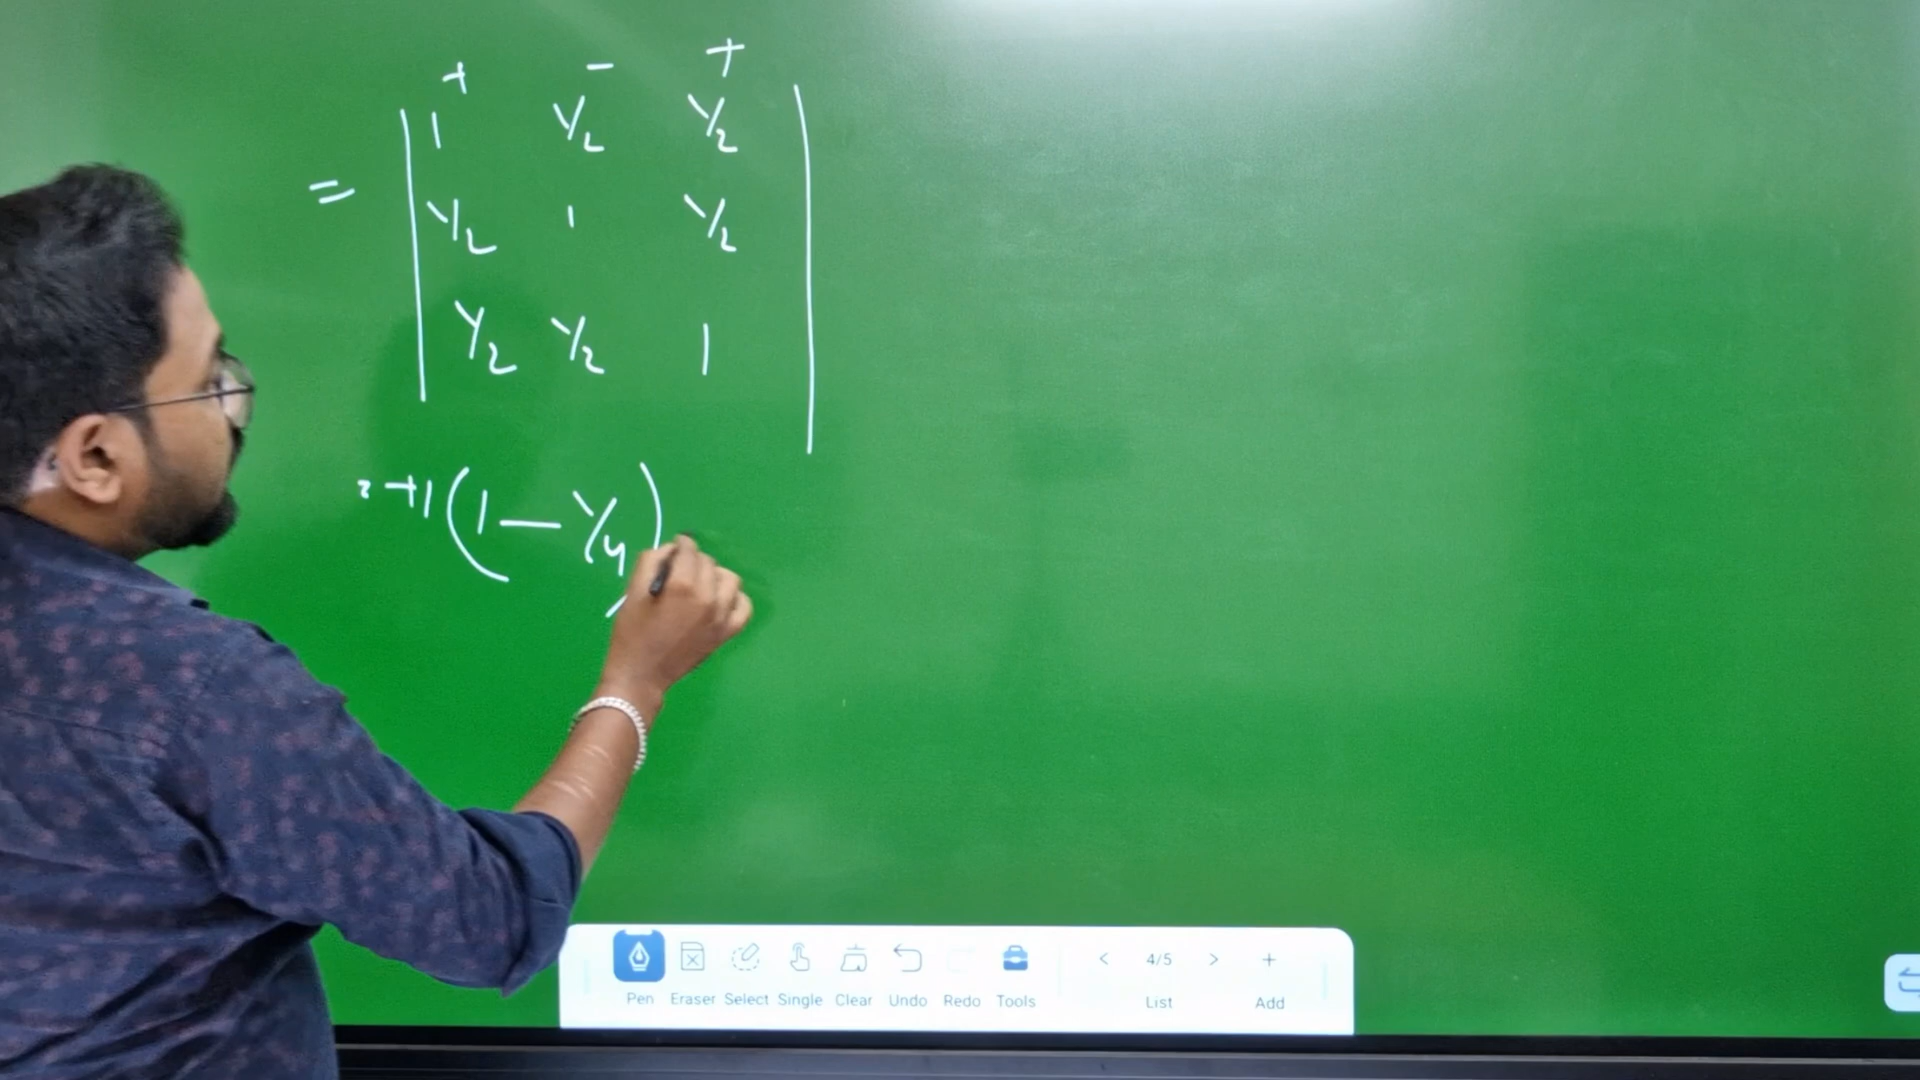 + - +
= | 1 1/2 1/2 |
| 1/2 1 1/2 |
| 1/2 1/2 1 |
= +1 (1 - 1/4)
Pen Eraser Select Single Clear Undo Redo Tools < 4/5 > List + Add